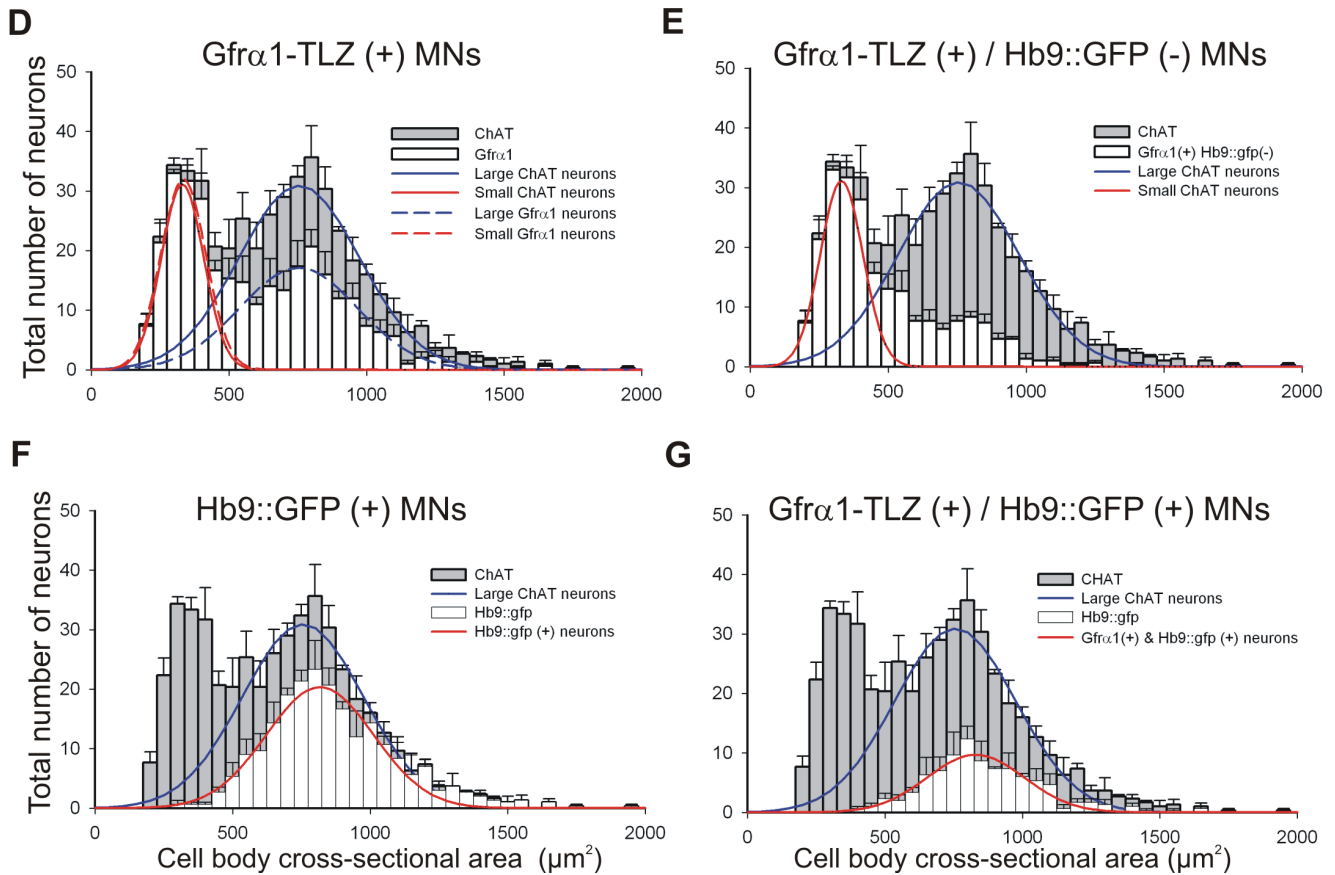 D
Gfrα1-TLZ (+) MNs
Total number of neurons
50
40
30
20
10
0
ChAT
Gfrα1
Large ChAT neurons
Small ChAT neurons
Large Gfrα1 neurons
Small Gfrα1 neurons
0 500 1000 1500 2000
E
Gfrα1-TLZ (+) / Hb9::GFP (-) MNs
50
40
30
20
10
0
ChAT
Gfrα1(+) Hb9::gfp(-)
Large ChAT neurons
Small ChAT neurons
0 500 1000 1500 2000
F
Hb9::GFP (+) MNs
Total number of neurons
50
40
30
20
10
0
ChAT
Large ChAT neurons
Hb9::gfp
Hb9::gfp (+) neurons
0 500 1000 1500 2000
Cell body cross-sectional area (μm²)
G
Gfrα1-TLZ (+) / Hb9::GFP (+) MNs
50
40
30
20
10
0
CHAT
Large ChAT neurons
Hb9::gfp
Gfrα1(+) & Hb9::gfp (+) neurons
0 500 1000 1500 2000
Cell body cross-sectional area (μm²)